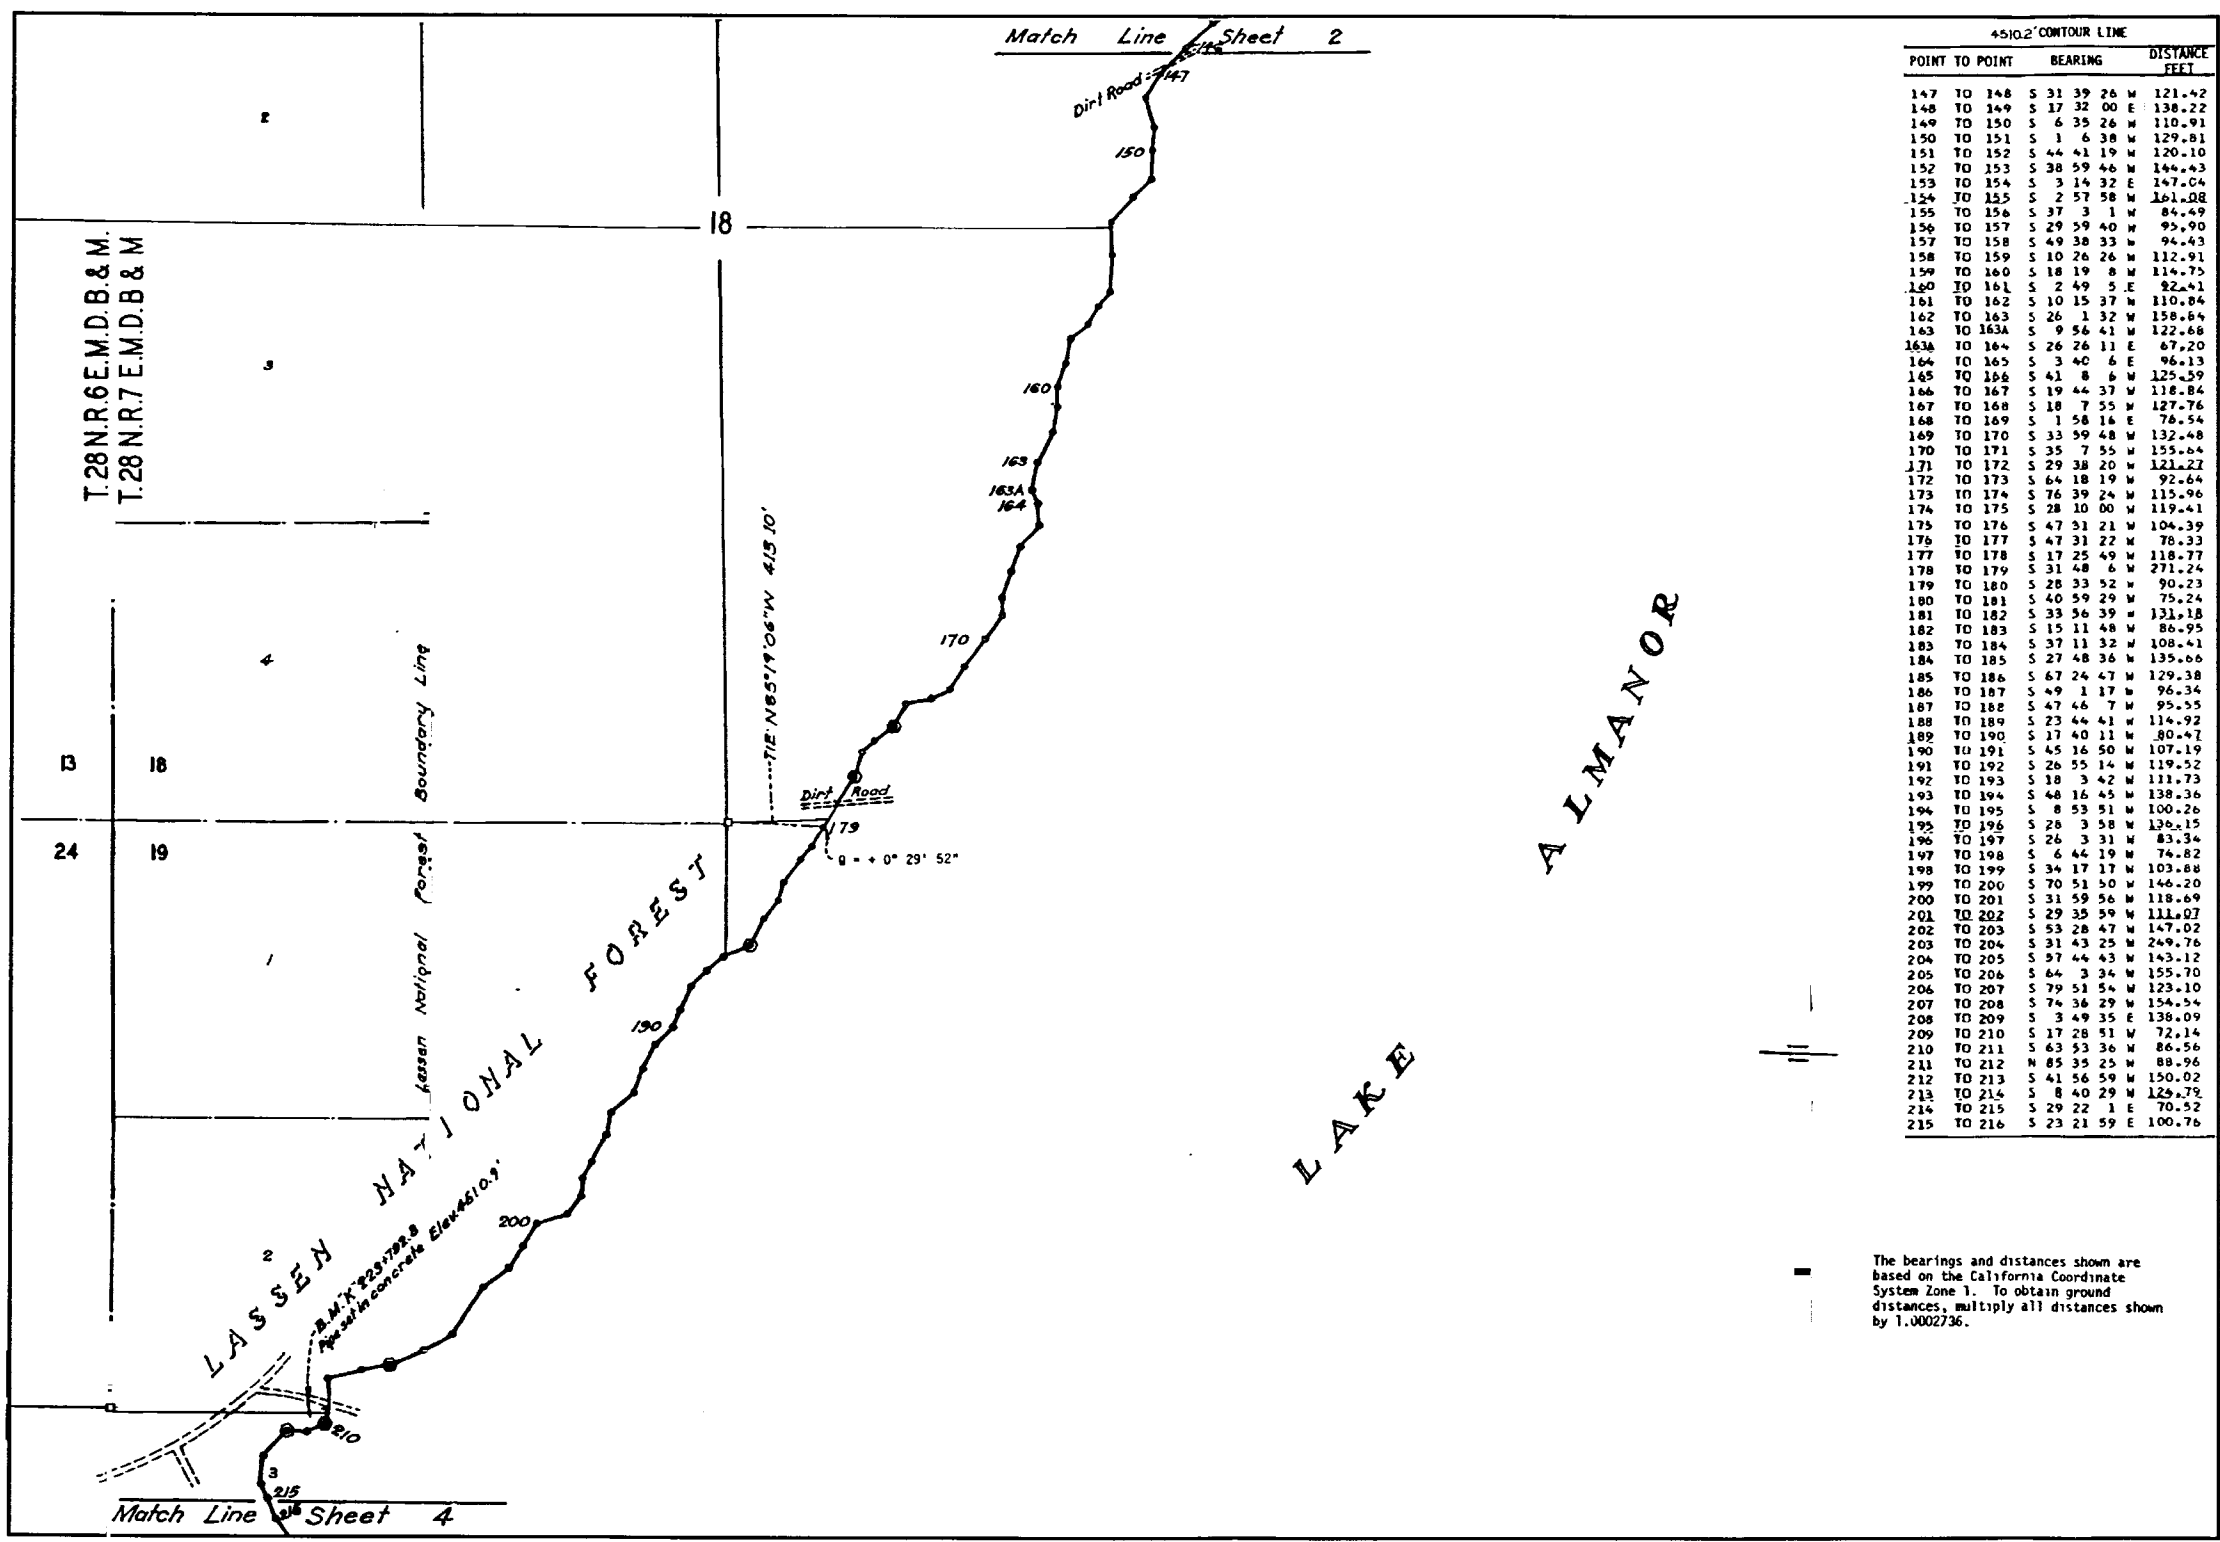 Match Line Sheet 2
Dirt Road
147
150
2
18
T.28N.R.6E.M.D.B.&M.
T.28N.R.7E.M.D.B&M
3
160
163
163A
164
TIE: N85°19'06"W 413.10'
170
4
Lassen National Forest Boundary Line
13 18
24 19
Dirt Road
179
θ = + 0° 29' 52"
LASSEN NATIONAL FOREST
1
190
200
2
B.M."K"
Pipe set in concrete Elev.4510.9'
210
3
215
216
Match Line Sheet 4
LAKE ALMANOR
4510.2' CONTOUR LINE
POINT TO POINT BEARING DISTANCE FEET
147 TO 148 S 31 39 26 W 121.42
148 TO 149 S 17 32 00 E 138.22
149 TO 150 S 6 35 26 W 110.91
150 TO 151 S 1 6 38 W 129.81
151 TO 152 S 44 41 19 W 120.10
152 TO 153 S 38 59 46 W 144.43
153 TO 154 S 3 14 32 E 147.04
154 TO 155 S 2 57 58 W 161.08
155 TO 156 S 37 3 1 W 84.49
156 TO 157 S 29 59 40 W 95.90
157 TO 158 S 49 38 33 W 94.43
158 TO 159 S 10 26 26 W 112.91
159 TO 160 S 18 19 8 W 114.75
160 TO 161 S 2 49 5 E 92.41
161 TO 162 S 10 15 37 W 110.84
162 TO 163 S 26 1 32 W 158.84
163 TO 163A S 9 56 41 W 122.68
163A TO 164 S 26 26 11 E 67.20
164 TO 165 S 3 40 6 E 96.13
165 TO 166 S 41 8 6 W 125.59
166 TO 167 S 19 44 37 W 118.84
167 TO 168 S 18 7 55 W 127.76
168 TO 169 S 1 58 16 E 76.54
169 TO 170 S 33 59 48 W 132.48
170 TO 171 S 35 7 55 W 155.64
171 TO 172 S 29 38 20 W 121.27
172 TO 173 S 64 18 19 W 92.64
173 TO 174 S 76 39 24 W 115.96
174 TO 175 S 28 10 00 W 119.41
175 TO 176 S 47 31 21 W 104.39
176 TO 177 S 47 31 22 W 78.33
177 TO 178 S 17 25 49 W 118.77
178 TO 179 S 31 48 6 W 271.24
179 TO 180 S 28 33 52 W 90.23
180 TO 181 S 40 59 29 W 75.24
181 TO 182 S 33 56 39 W 131.18
182 TO 183 S 15 11 48 W 86.95
183 TO 184 S 37 11 32 W 108.41
184 TO 185 S 27 48 36 W 135.66
185 TO 186 S 67 24 47 W 129.38
186 TO 187 S 49 1 17 W 96.34
187 TO 188 S 47 46 7 W 95.55
188 TO 189 S 23 44 41 W 114.92
189 TO 190 S 17 40 11 W 80.47
190 TO 191 S 45 16 50 W 107.19
191 TO 192 S 26 55 14 W 119.52
192 TO 193 S 18 3 42 W 111.73
193 TO 194 S 48 16 45 W 138.36
194 TO 195 S 8 53 51 W 100.26
195 TO 196 S 28 3 58 W 136.15
196 TO 197 S 26 3 31 W 83.34
197 TO 198 S 6 44 19 W 74.82
198 TO 199 S 34 17 17 W 103.88
199 TO 200 S 70 51 50 W 146.20
200 TO 201 S 31 59 56 W 118.69
201 TO 202 S 29 35 59 W 111.07
202 TO 203 S 53 28 47 W 147.02
203 TO 204 S 31 43 25 W 249.76
204 TO 205 S 57 44 43 W 143.12
205 TO 206 S 64 3 34 W 155.70
206 TO 207 S 79 51 54 W 123.10
207 TO 208 S 74 36 29 W 154.54
208 TO 209 S 3 49 35 E 138.09
209 TO 210 S 17 28 51 W 72.14
210 TO 211 S 63 53 36 W 86.56
211 TO 212 N 85 35 25 W 88.96
212 TO 213 S 41 56 59 W 150.02
213 TO 214 S 8 40 29 W 124.79
214 TO 215 S 29 22 1 E 70.52
215 TO 216 S 23 21 59 E 100.76
The bearings and distances shown are
based on the California Coordinate
System Zone 1. To obtain ground
distances, multiply all distances shown
by 1.0002736.